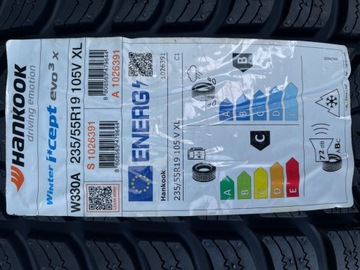 HANKOOK
driving emotion
Winter i*cept evo³ x
W330A 235/55R19 105V XL
S 1026391
A 1026391
ENERG
Hankook
1026391
235/55R19 105 V XL
C1
A
B
C
D
E
B
A
B
C
D
E
C
72 dB